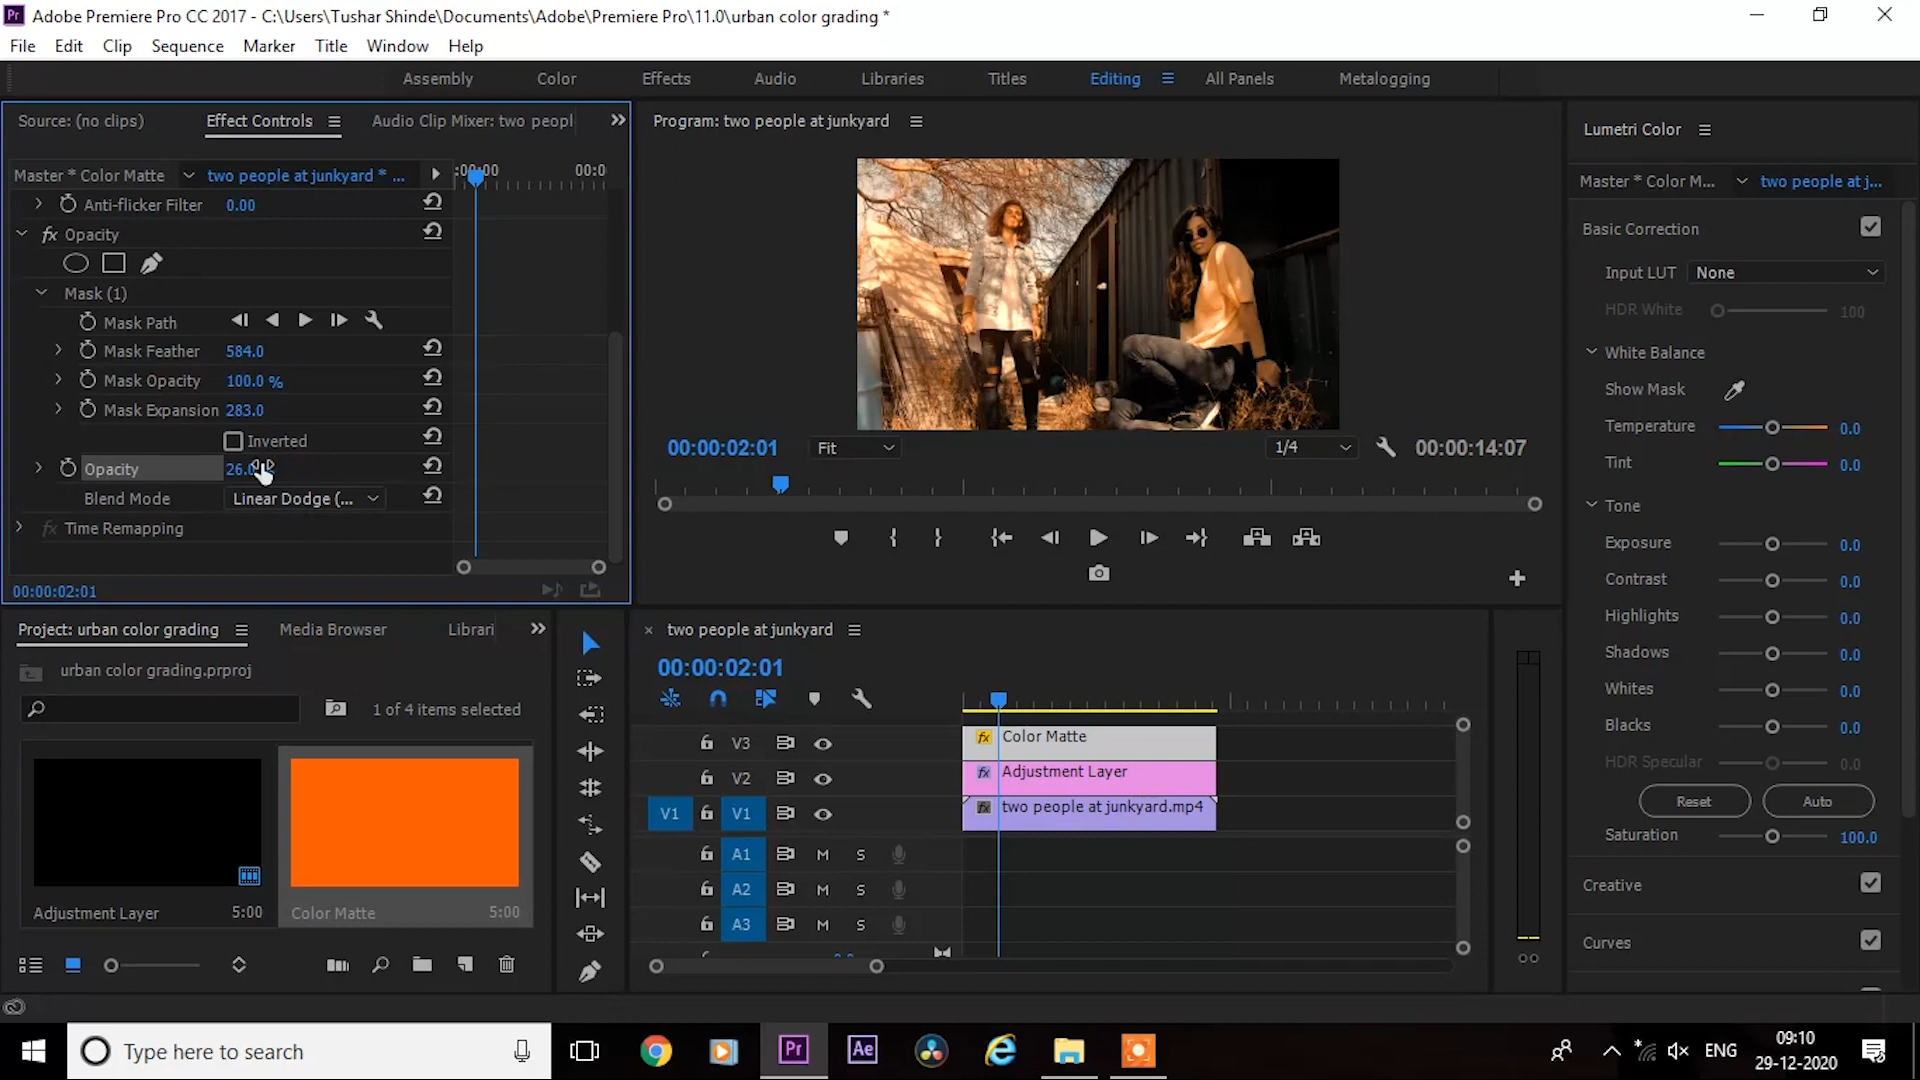 Adobe Premiere Pro CC 2017 - C:\Users\Tushar Shinde\Documents\Adobe\Premiere Pro\11.0\urban color grading *
File Edit Clip Sequence Marker Title Window Help
Assembly Color Effects Audio Libraries Titles Editing All Panels Metalogging
Source: (no clips) Effect Controls Audio Clip Mixer: two peopl
Master * Color Matte two people at junkyard * ... :00:00 00:0
Anti-flicker Filter 0.00
fx Opacity
Mask (1)
Mask Path
Mask Feather 584.0
Mask Opacity 100.0 %
Mask Expansion 283.0
Inverted
Opacity 26.0
Blend Mode Linear Dodge (...
fx Time Remapping
00:00:02:01
Program: two people at junkyard
00:00:02:01 Fit 1/4 00:00:14:07
Lumetri Color
Master * Color M... two people at j...
Basic Correction
Input LUT None
HDR White 100
White Balance
Show Mask
Temperature 0.0
Tint 0.0
Tone
Exposure 0.0
Contrast 0.0
Highlights 0.0
Shadows 0.0
Whites 0.0
Blacks 0.0
HDR Specular 0.0
Reset Auto
Saturation 100.0
Creative
Curves
Project: urban color grading Media Browser Librari
urban color grading.prproj
1 of 4 items selected
Adjustment Layer 5:00
Color Matte 5:00
two people at junkyard
00:00:02:01
V3 fx Color Matte
V2 fx Adjustment Layer
V1 V1 fx two people at junkyard.mp4
A1 M S
A2 M S
A3 M S
Type here to search
Pr
Ae
ENG
09:10
29-12-2020